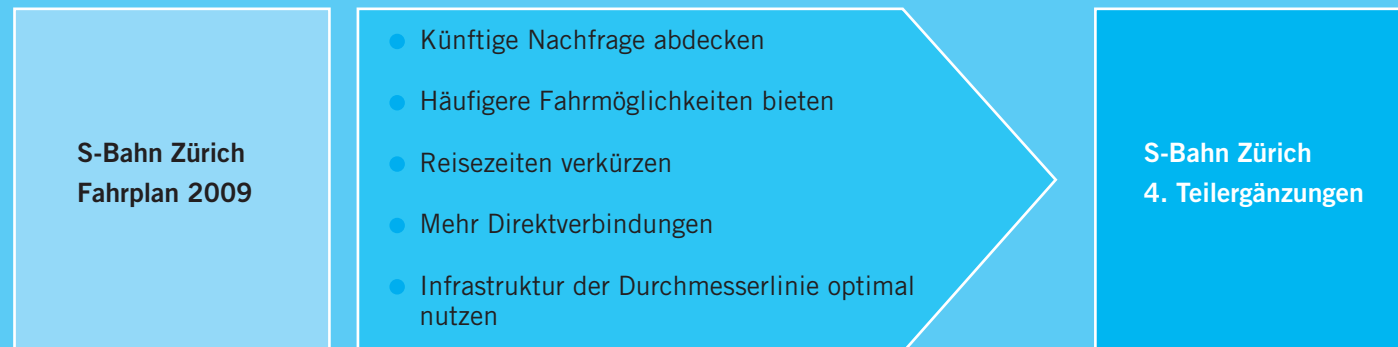 S-Bahn Zürich
Fahrplan 2009
● Künftige Nachfrage abdecken
● Häufigere Fahrmöglichkeiten bieten
● Reisezeiten verkürzen
● Mehr Direktverbindungen
● Infrastruktur der Durchmesserlinie optimal
nutzen
S-Bahn Zürich
4. Teilergänzungen